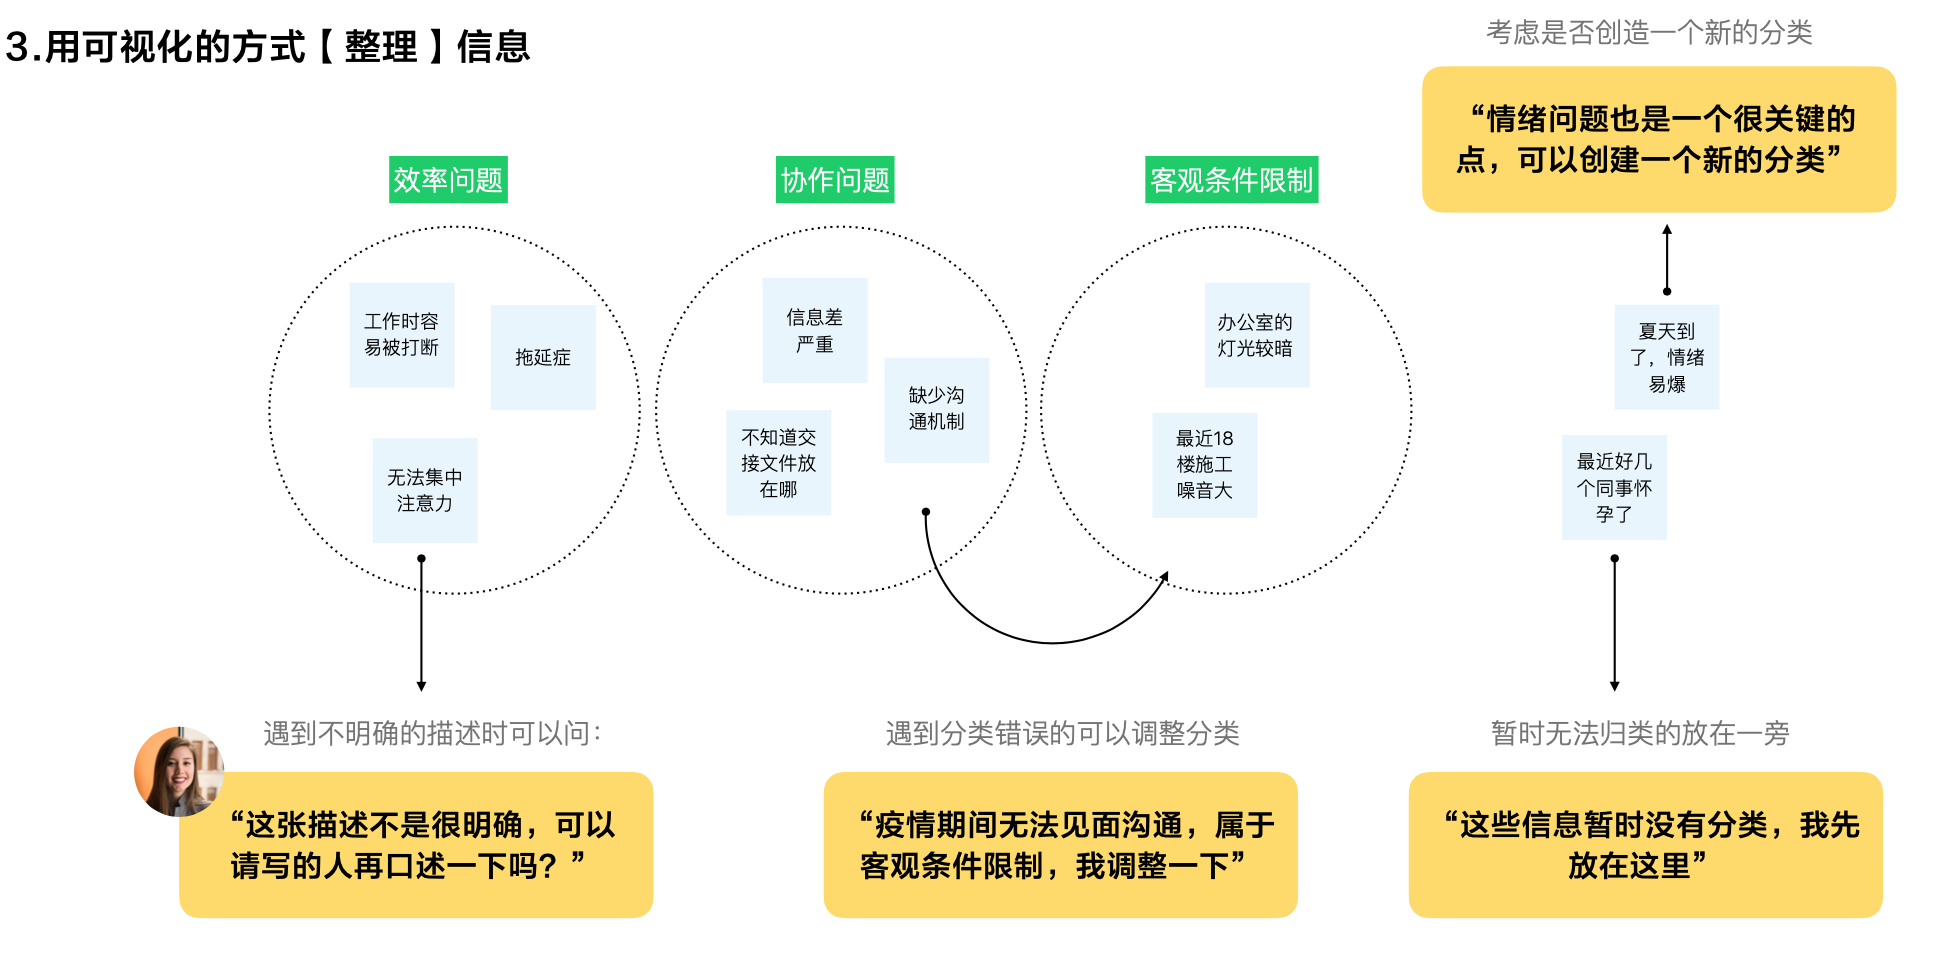 3.用可视化的方式【整理】信息
考虑是否创造一个新的分类
“情绪问题也是一个很关键的
点，可以创建一个新的分类”
效率问题
工作时容
易被打断
拖延症
无法集中
注意力
协作问题
信息差
严重
缺少沟
通机制
不知道交
接文件放
在哪
客观条件限制
办公室的
灯光较暗
最近18
楼施工
噪音大
夏天到
了，情绪
易爆
最近好几
个同事怀
孕了
遇到不明确的描述时可以问：
“这张描述不是很明确，可以
请写的人再口述一下吗？”
遇到分类错误的可以调整分类
“疫情期间无法见面沟通，属于
客观条件限制，我调整一下”
暂时无法归类的放在一旁
“这些信息暂时没有分类，我先
放在这里”